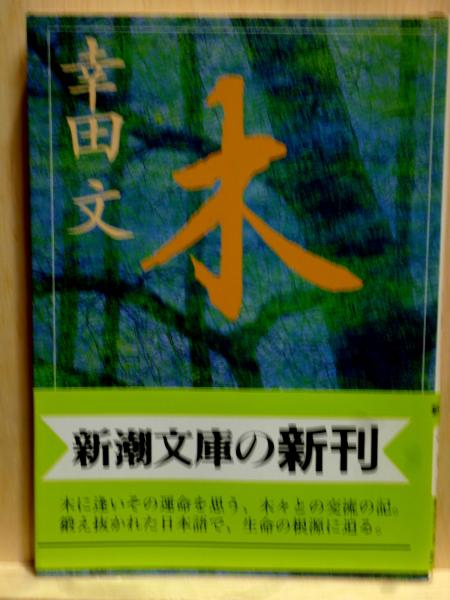 木
幸田 文
新潮文庫の新刊
木に逢いその運命を思う、木々との交流の記。
鍛え抜かれた日本語で、生命の根源に迫る。